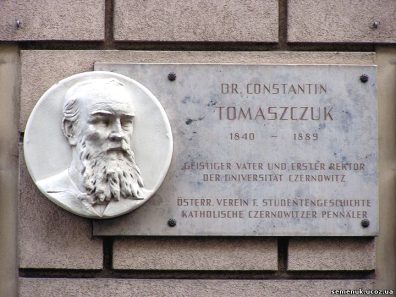 DR. CONSTANTIN
TOMASZCZUK
1840 – 1889
GEISTIGER VATER UND ERSTER REKTOR
DER UNIVERSITÄT CZERNOWITZ
ÖSTERR. VEREIN F. STUDENTENGESCHICHTE
KATHOLISCHE CZERNOWITZER PENNÄLER
semenuk.ucoz.ua